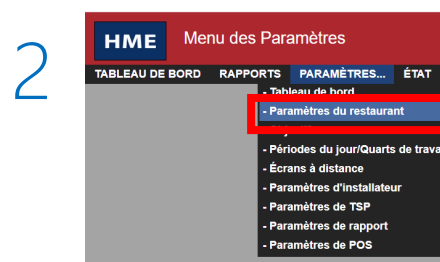 2
HME Menu des Paramètres
TABLEAU DE BORD RAPPORTS PARAMÈTRES... ÉTAT
- Tableau de bord
- Paramètres du restaurant
- Périodes du jour/Quarts de trava
- Écrans à distance
- Paramètres d'installateur
- Paramètres de TSP
- Paramètres de rapport
- Paramètres de POS